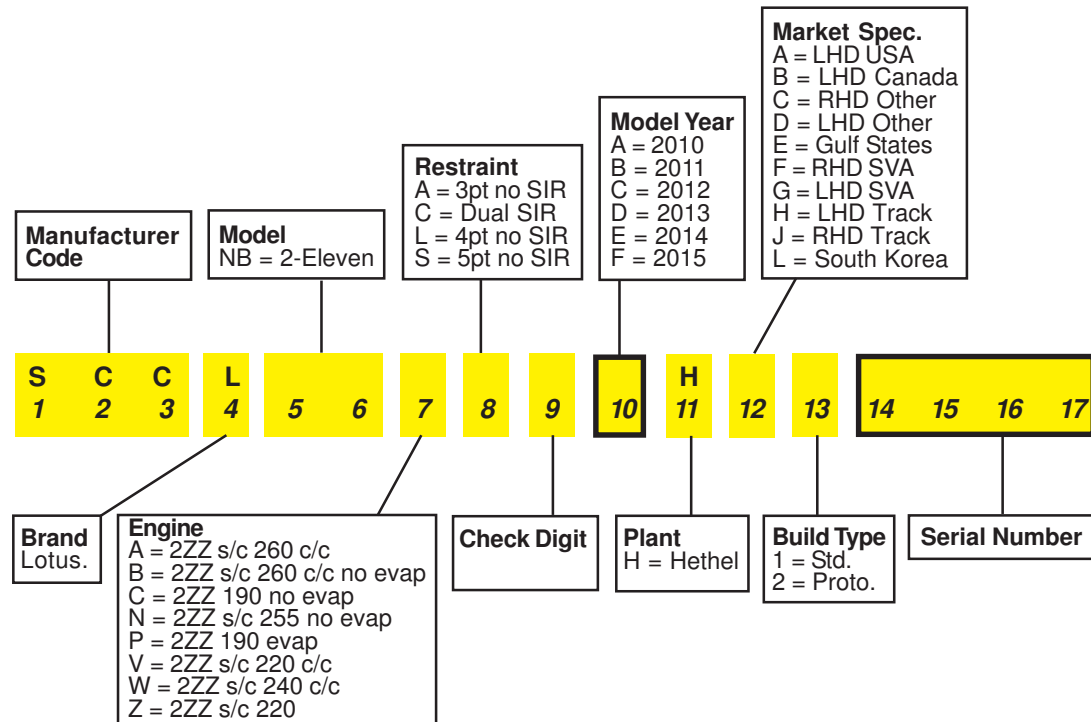 Market Spec.
A = LHD USA
B = LHD Canada
C = RHD Other
D = LHD Other
E = Gulf States
F = RHD SVA
G = LHD SVA
H = LHD Track
J = RHD Track
L = South Korea
Model Year
A = 2010
B = 2011
C = 2012
D = 2013
E = 2014
F = 2015
Restraint
A = 3pt no SIR
C = Dual SIR
L = 4pt no SIR
S = 5pt no SIR
Manufacturer
Code
Model
NB = 2-Eleven
S C C L H
1 2 3 4 5 6 7 8 9 10 11 12 13 14 15 16 17
Brand
Lotus.
Engine
A = 2ZZ s/c 260 c/c
B = 2ZZ s/c 260 c/c no evap
C = 2ZZ 190 no evap
N = 2ZZ s/c 255 no evap
P = 2ZZ 190 evap
V = 2ZZ s/c 220 c/c
W = 2ZZ s/c 240 c/c
Z = 2ZZ s/c 220
Check Digit
Plant
H = Hethel
Build Type
1 = Std.
2 = Proto.
Serial Number